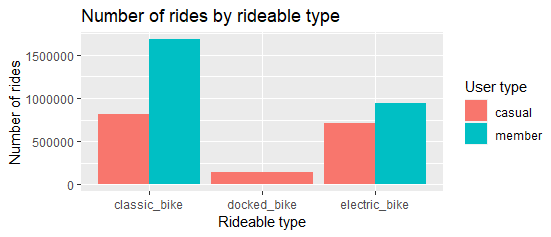 Number of rides by rideable type
Number of rides
1500000
1000000
500000
0
classic_bike
docked_bike
electric_bike
Rideable type
User type
casual
member